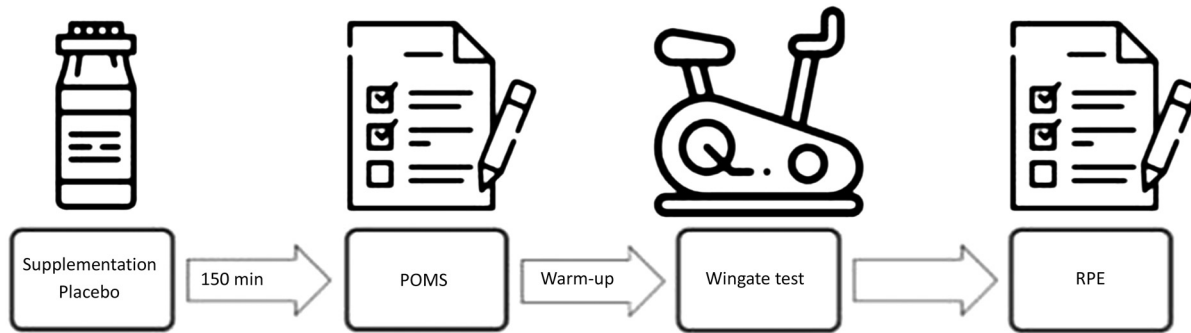 Supplementation
Placebo
150 min
POMS
Warm-up
Wingate test
RPE